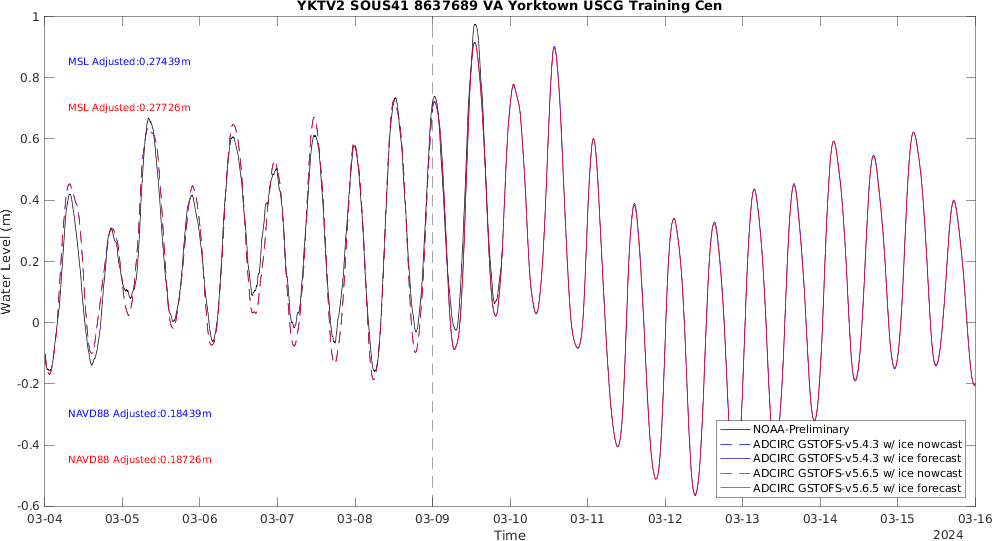 YKTV2 SOUS41 8637689 VA Yorktown USCG Training Cen
MSL Adjusted:0.27439m
MSL Adjusted:0.27726m
NAVD88 Adjusted:0.18439m
NAVD88 Adjusted:0.18726m
Water Level (m)
1
0.8
0.6
0.4
0.2
0
-0.2
-0.4
-0.6
NOAA-Preliminary
ADCIRC GSTOFS-v5.4.3 w/ ice nowcast
ADCIRC GSTOFS-v5.4.3 w/ ice forecast
ADCIRC GSTOFS-v5.6.5 w/ ice nowcast
ADCIRC GSTOFS-v5.6.5 w/ ice forecast
03-04 03-05 03-06 03-07 03-08 03-09 03-10 03-11 03-12 03-13 03-14 03-15 03-16
Time
2024